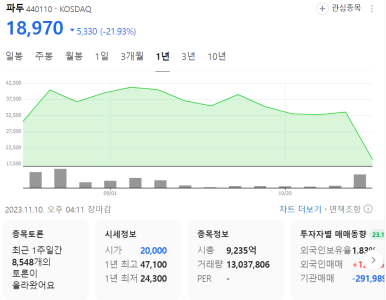 파두 440110 · KOSDAQ
관심종목
18,970 5,330 (-21.93%)
일봉 주봉 월봉 1일 3개월 1년 3년 10년
42,500
37,500
32,500
27,500
22,500
17,500
09/01 10/20
2023.11.10. 오후 04:11 장마감
차트 더보기 · 면책조항
종목토론
최근 1주일간
8,548개의
토론이
올라왔어요
시세정보
시가 20,000
1년 최고 47,100
1년 최저 24,300
종목정보
시총 9,235억
거래량 13,037,806
PER -
투자자별 매매동향 23.1
외국인보유율 1.83%
외국인매매
기관매매 -291,989